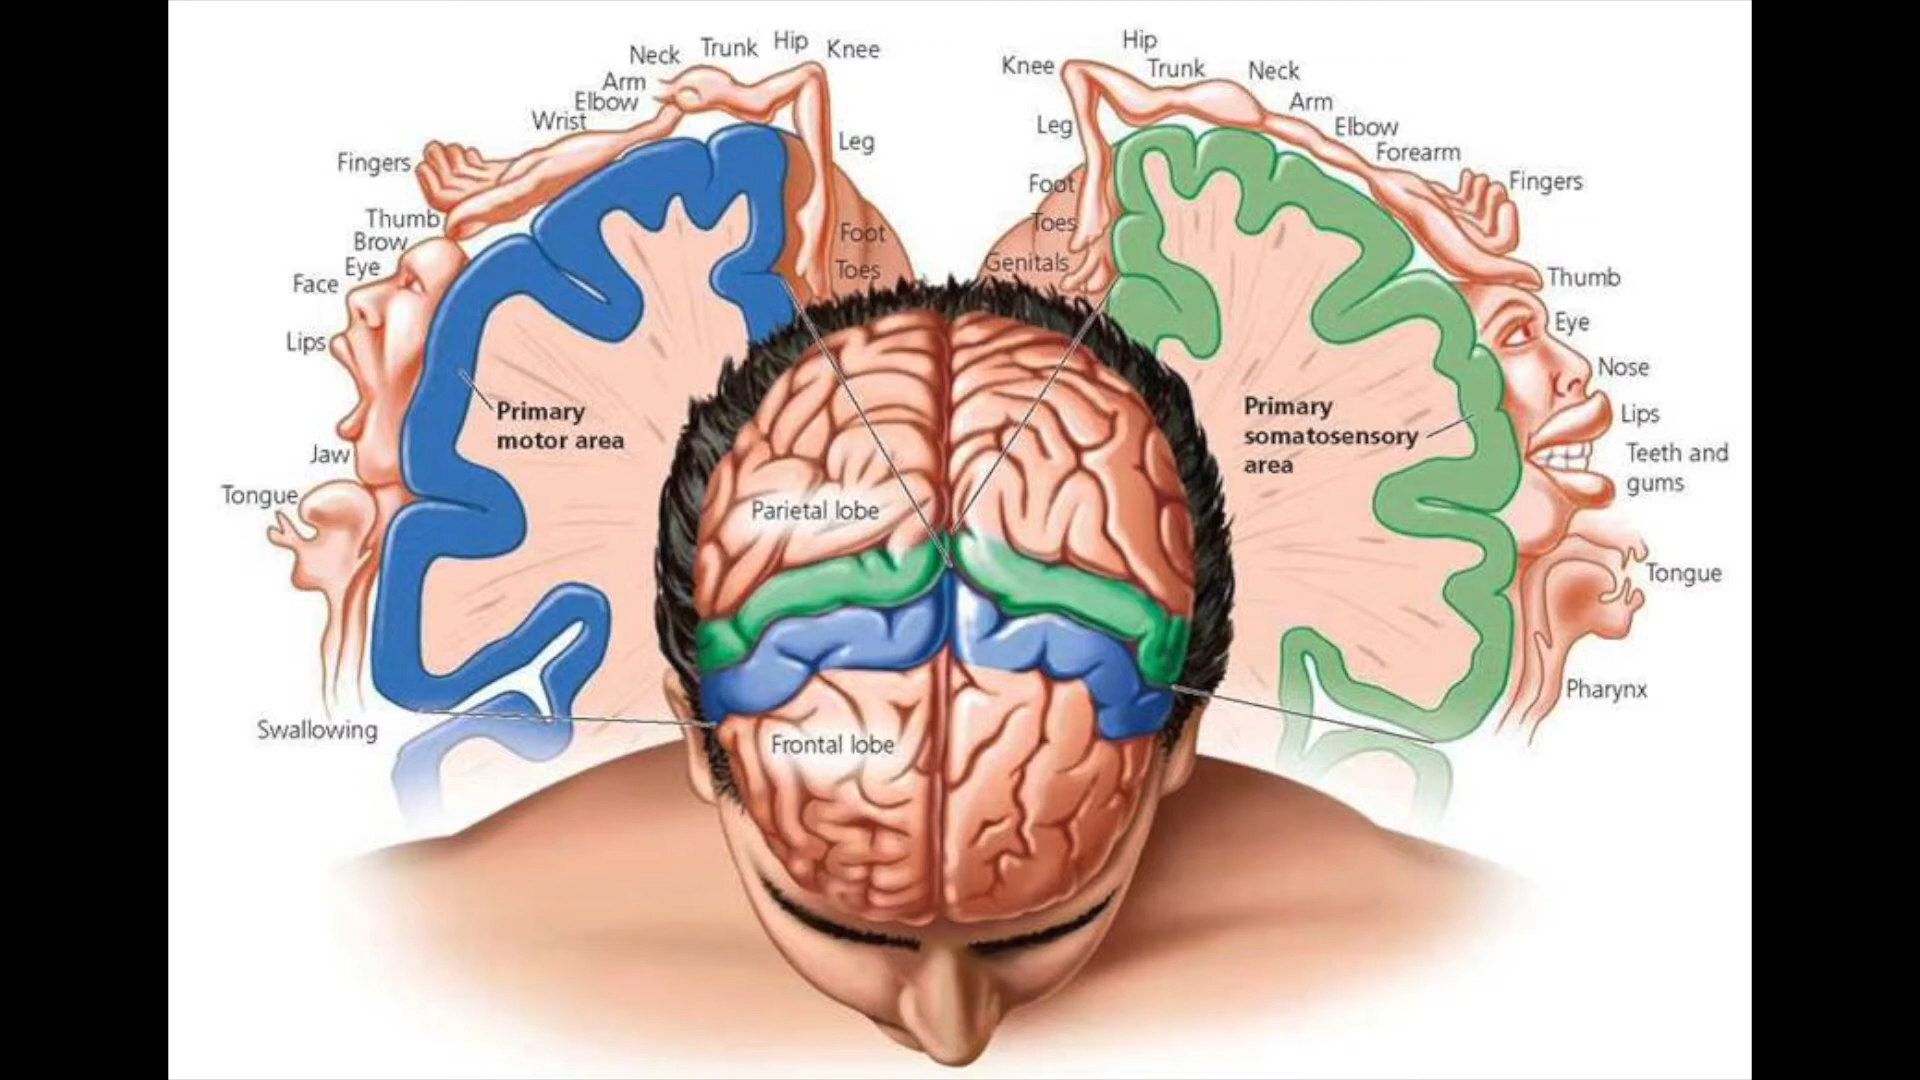 Neck
Trunk
Hip
Knee
Arm
Elbow
Wrist
Leg
Fingers
Thumb
Brow
Eye
Face
Foot
Toes
Lips
Primary
motor area
Jaw
Tongue
Swallowing
Parietal lobe
Frontal lobe
Hip
Knee
Trunk
Neck
Arm
Leg
Elbow
Forearm
Foot
Fingers
Toes
Genitals
Thumb
Eye
Nose
Primary
somatosensory
area
Lips
Teeth and
gums
Tongue
Pharynx